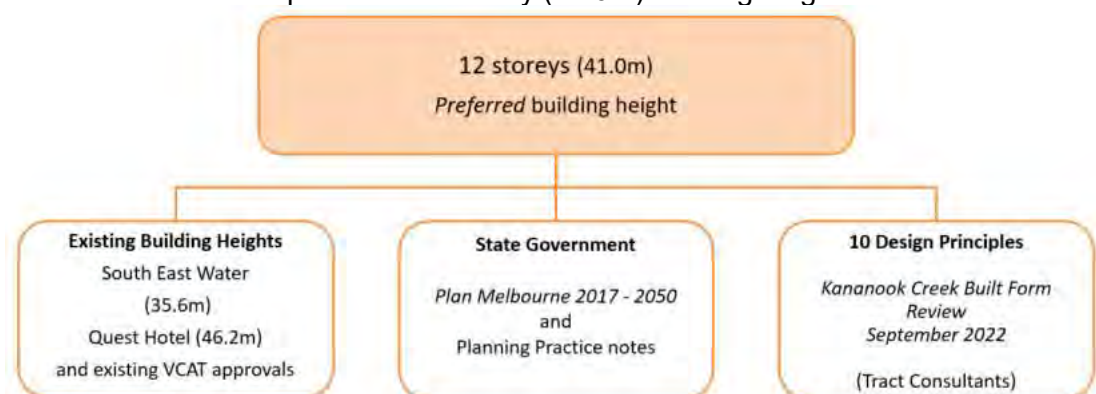 12 storeys (41.0m)
Preferred building height
Existing Building Heights
South East Water
(35.6m)
Quest Hotel (46.2m)
and existing VCAT approvals
State Government
Plan Melbourne 2017 - 2050
and
Planning Practice notes
10 Design Principles
Kananook Creek Built Form
Review
September 2022
(Tract Consultants)